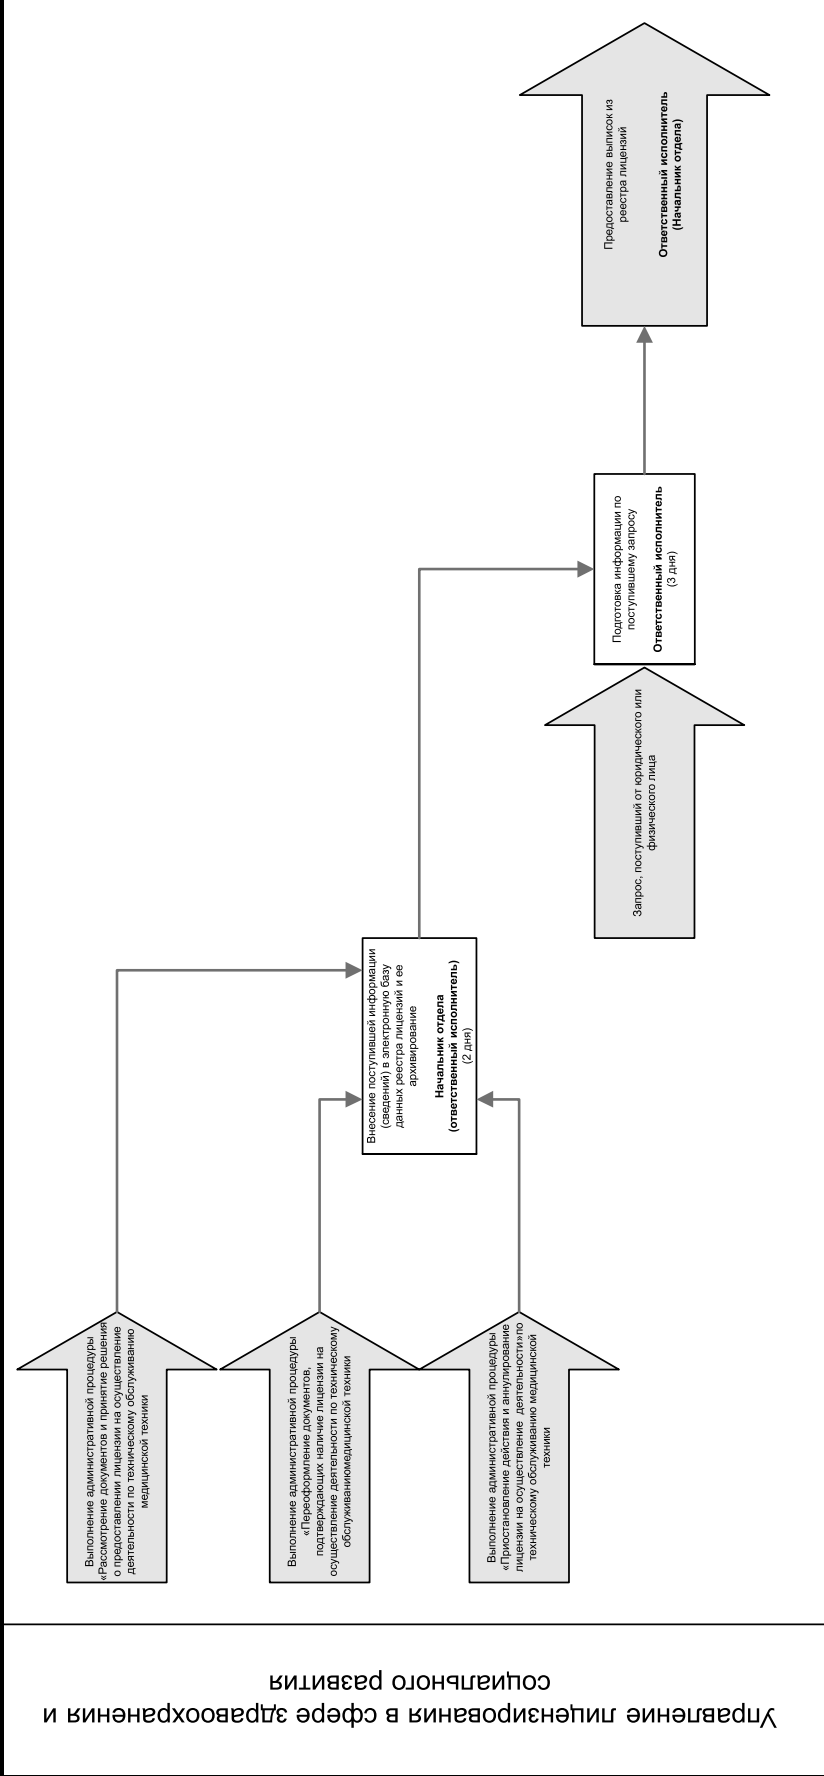 Управление лицензирования в сфере здравоохранения и
социального развития
Выполнение административной процедуры
«Рассмотрение документов и принятие решения
о предоставлении лицензии на осуществление
деятельности по техническому обслуживанию
медицинской техники
Выполнение административной процедуры
«Переоформление документов,
подтверждающих наличие лицензии на
осуществление деятельности по техническому
обслуживаниюмедицинской техники
Выполнение административной процедуры
«Приостановление действия и аннулирование
лицензии на осуществление деятельности»по
техническому обслуживанию медицинской
техники
Внесение поступившей информации
(сведений) в электронную базу
данных реестра лицензий и ее
архивирование
Начальник отдела
(ответственный исполнитель)
(2 дня)
Запрос, поступивший от юридического или
физического лица
Подготовка информации по
поступившему запросу
Ответственный исполнитель
(3 дня)
Предоставление выписок из
реестра лицензий
Ответственный исполнитель
(Начальник отдела)